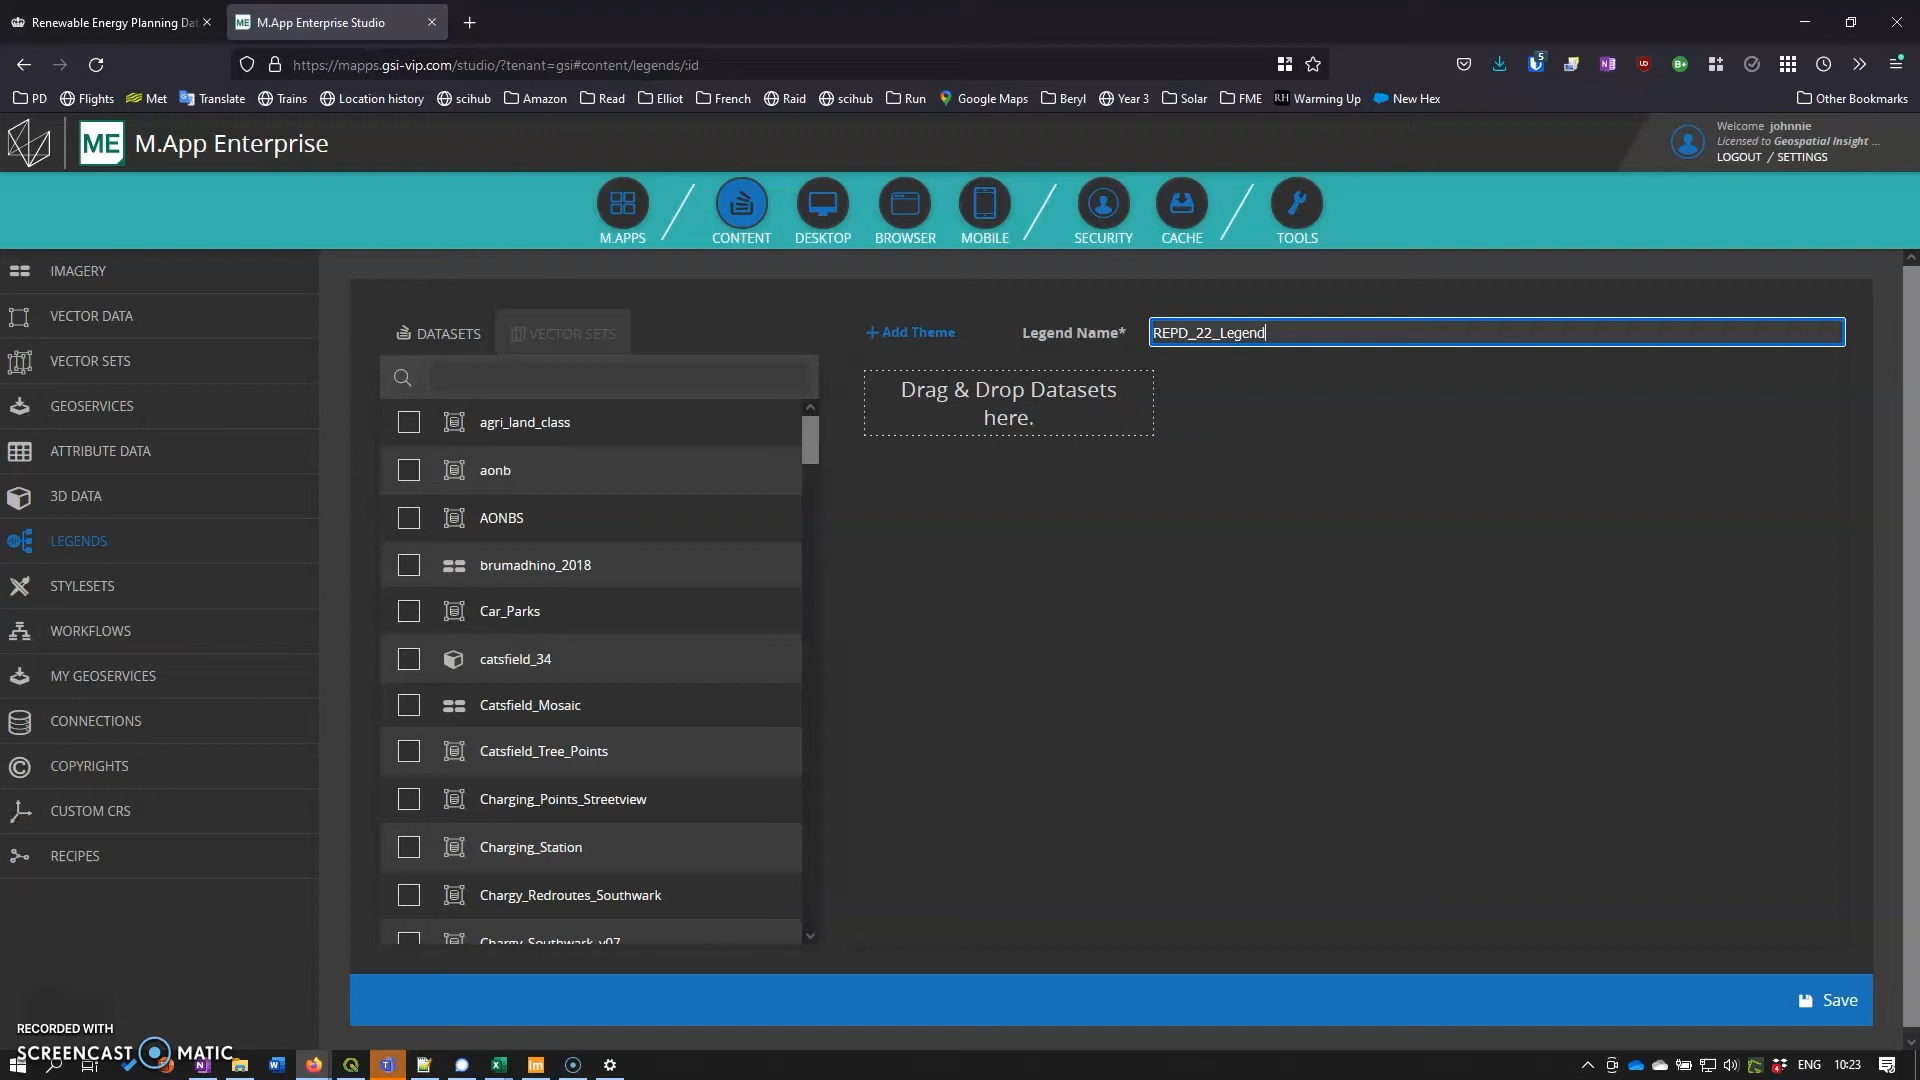 Renewable Energy Planning Dat
M.App Enterprise Studio
https://mapps.gsi-vip.com/studio/?tenant=gsi#content/legends/:id
5
PD
Flights
Met
Translate
Trains
Location history
scihub
Amazon
Read
Elliot
French
Raid
scihub
Run
Google Maps
Beryl
Year 3
Solar
FME
RH Warming Up
New Hex
Other Bookmarks
ME M.App Enterprise
Welcome johnnie
Licensed to Geospatial Insight ...
LOGOUT / SETTINGS
M.APPS
CONTENT
DESKTOP
BROWSER
MOBILE
SECURITY
CACHE
TOOLS
IMAGERY
VECTOR DATA
VECTOR SETS
GEOSERVICES
ATTRIBUTE DATA
3D DATA
LEGENDS
STYLESETS
WORKFLOWS
MY GEOSERVICES
CONNECTIONS
COPYRIGHTS
CUSTOM CRS
RECIPES
DATASETS
VECTOR SETS
agri_land_class
aonb
AONBS
brumadhino_2018
Car_Parks
catsfield_34
Catsfield_Mosaic
Catsfield_Tree_Points
Charging_Points_Streetview
Charging_Station
Chargy_Redroutes_Southwark
Chargy_Southwark_v07
+ Add Theme
Legend Name*
REPD_22_Legend
Drag & Drop Datasets
here.
Save
RECORDED WITH
SCREENCAST MATIC
ENG
10:23